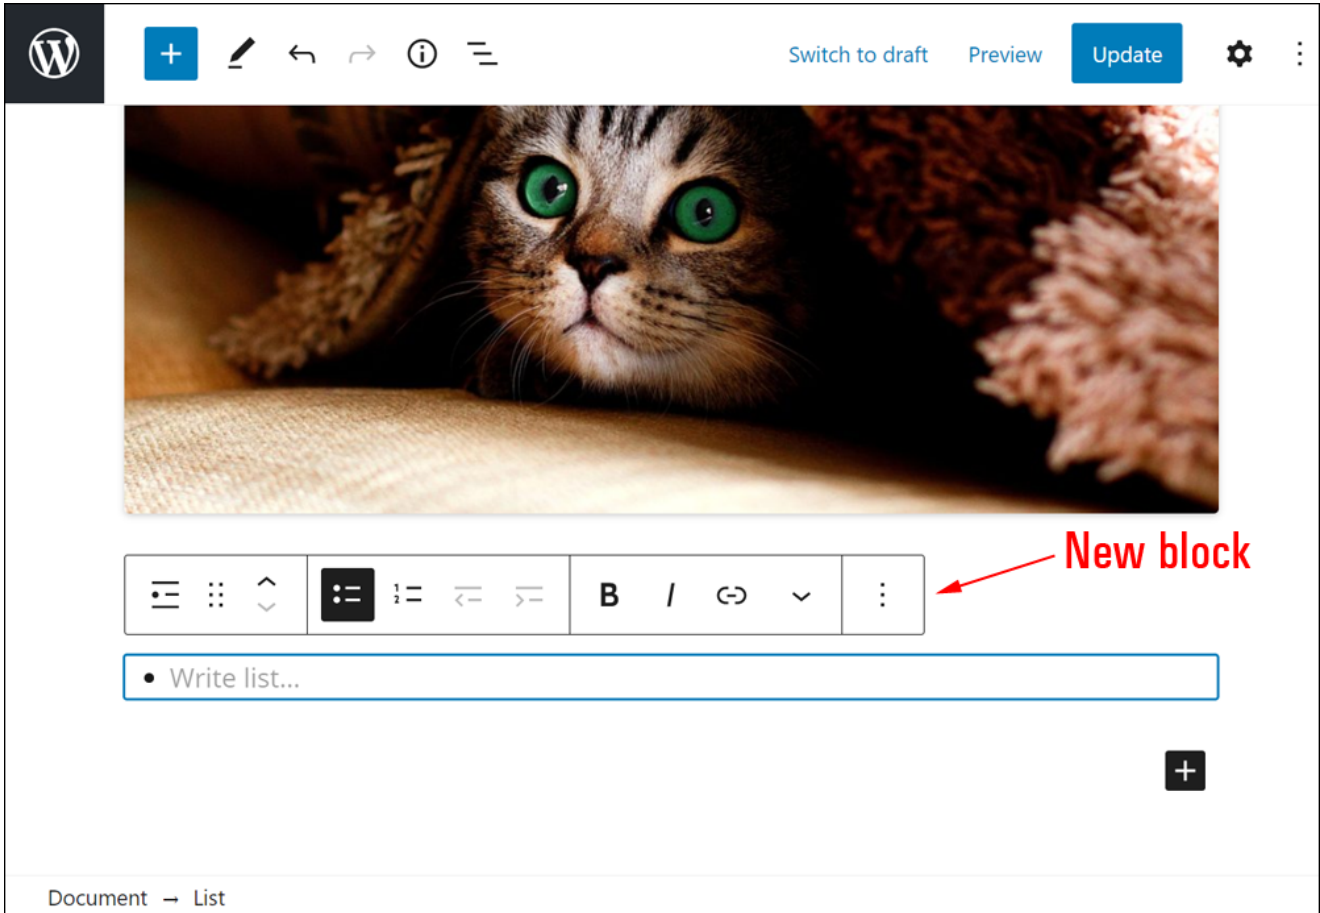 Switch to draft Preview Update
New block
B I
Write list...
Document → List